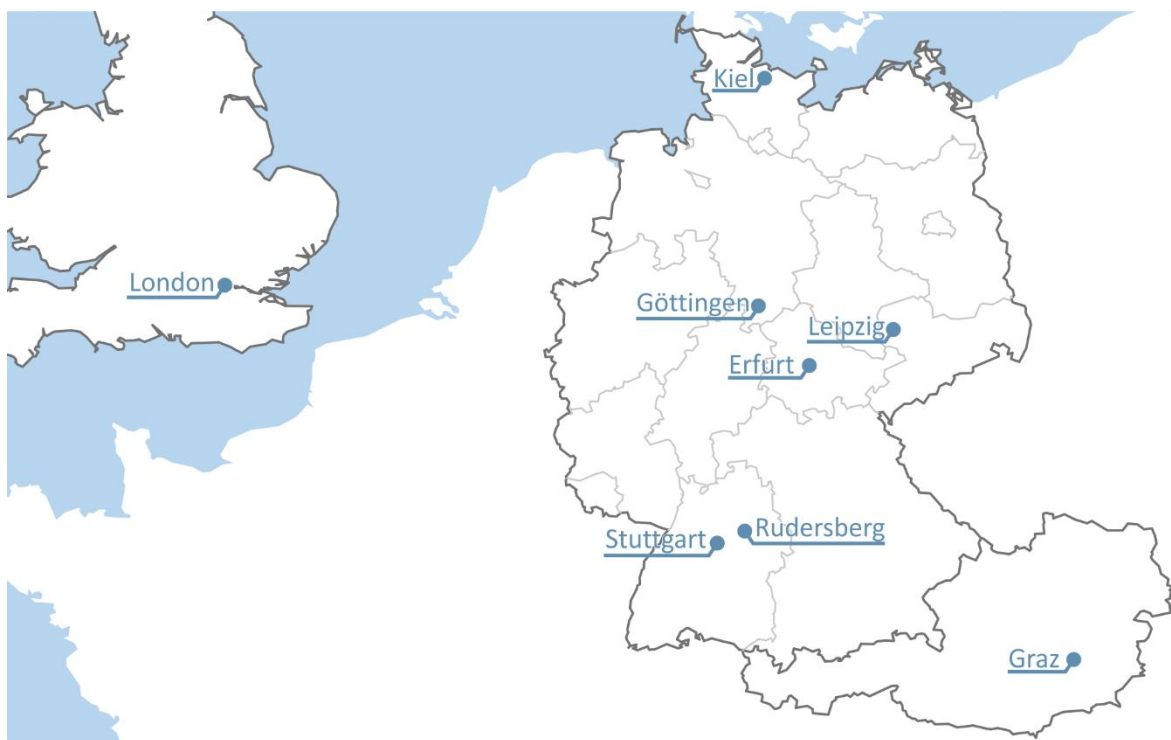 Kiel
London
Göttingen
Leipzig
Erfurt
Rudersberg
Stuttgart
Graz